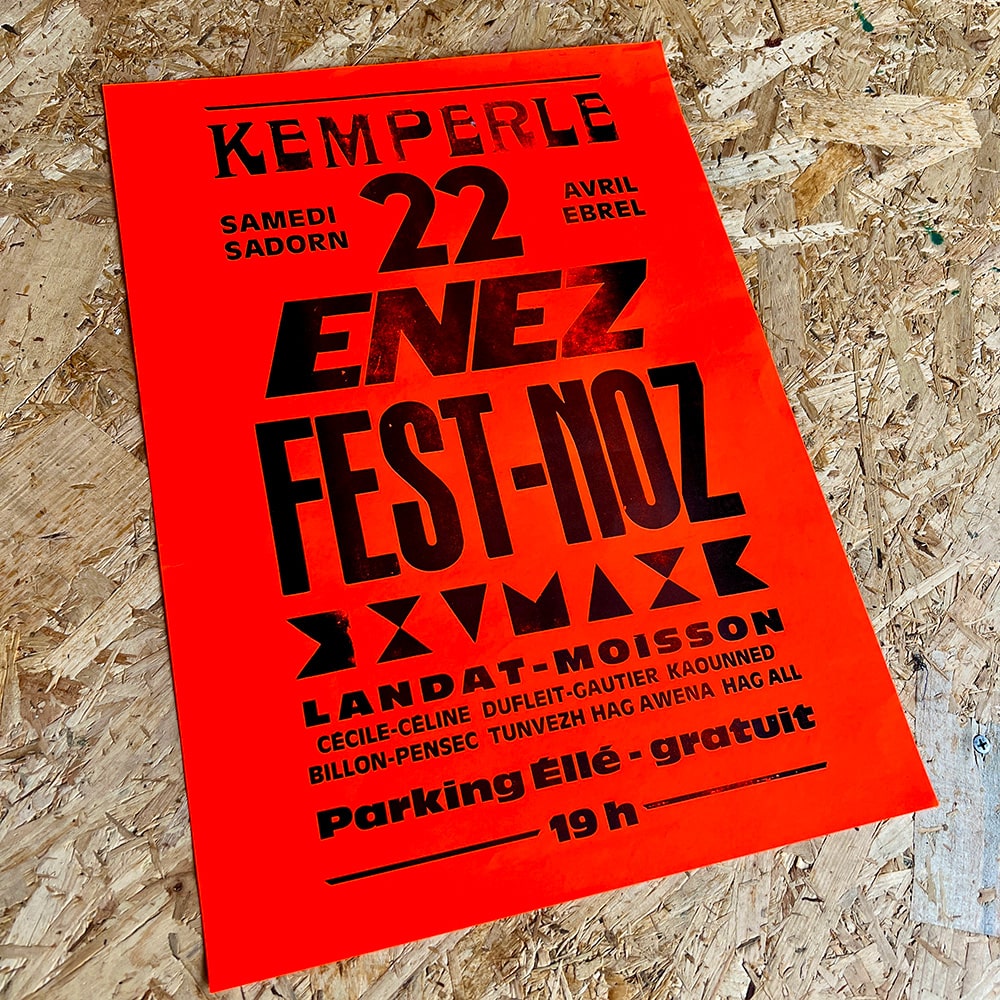 KEMPERLE
SAMEDI 22 AVRIL
SADORN EBREL
ENEZ
FEST-NOZ
LANDAT-MOISSON
CÉCILE-CÉLINE DUFLEIT-GAUTIER KAOUNNED
BILLON-PENSEC TUNVEZH HAG AWENA HAG ALL
Parking Éllé - gratuit
19 h